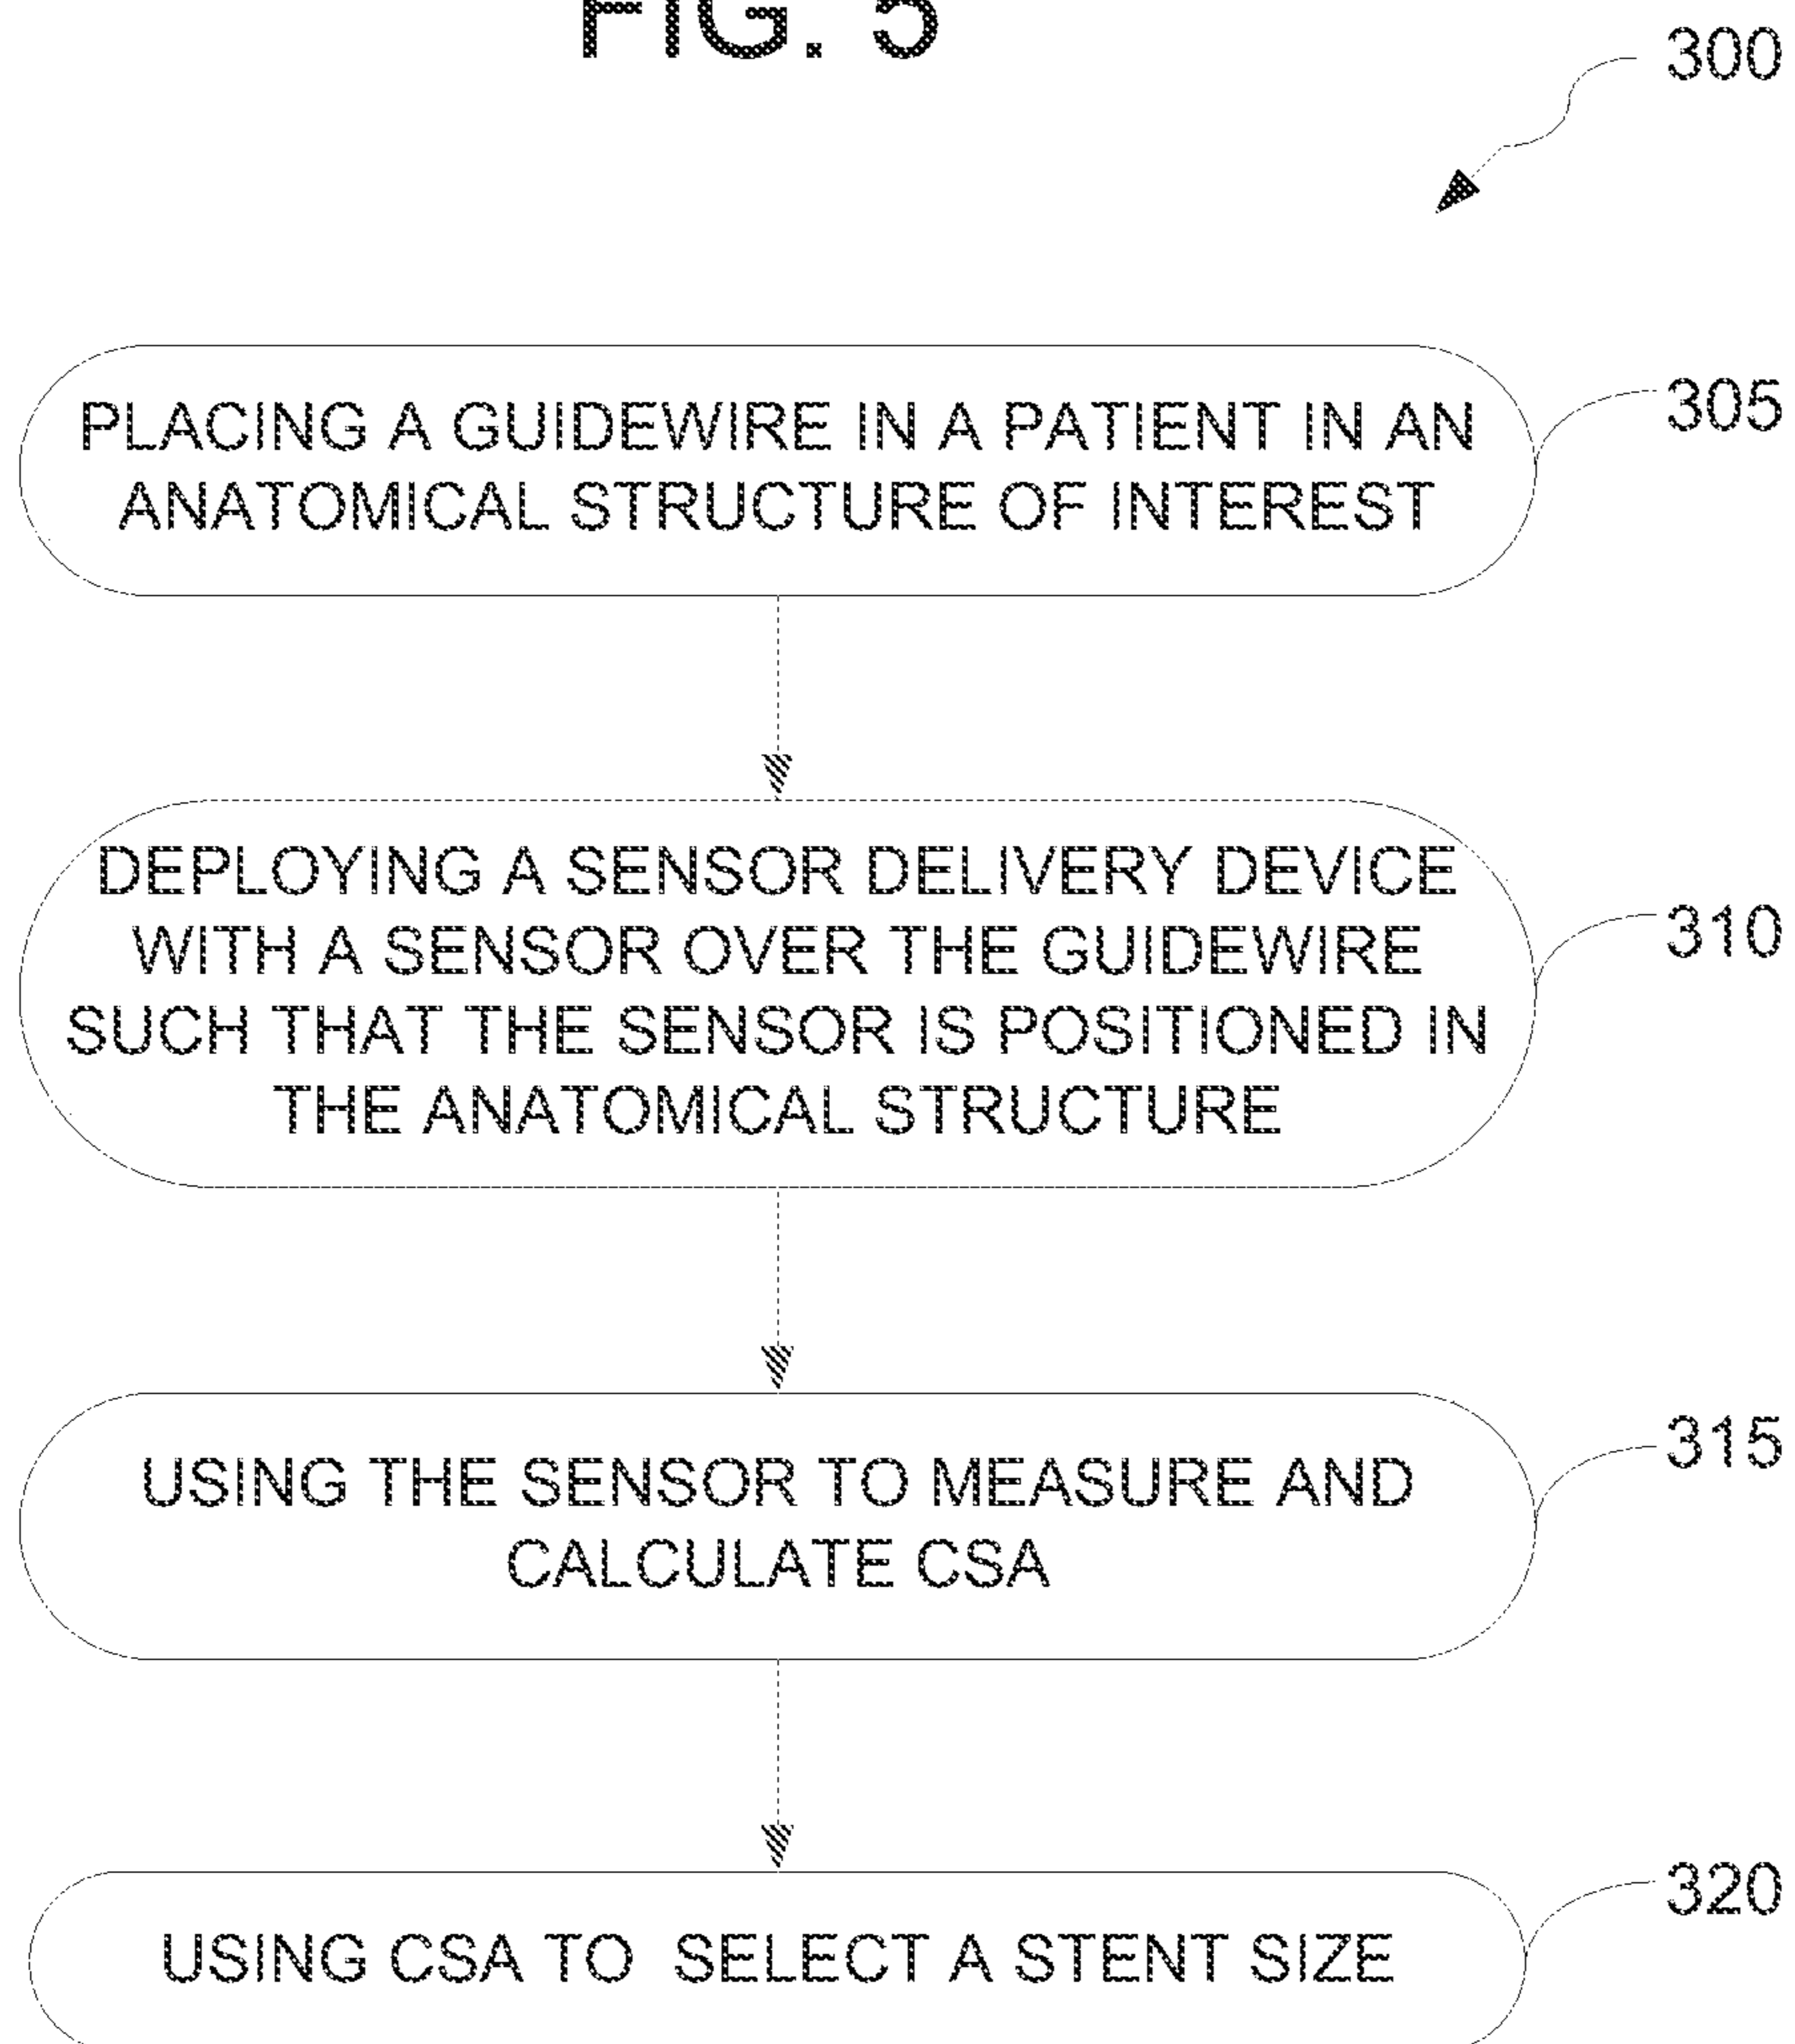 FIG. 5
300
PLACING A GUIDEWIRE IN A PATIENT IN AN
ANATOMICAL STRUCTURE OF INTEREST
305
DEPLOYING A SENSOR DELIVERY DEVICE
WITH A SENSOR OVER THE GUIDEWIRE
SUCH THAT THE SENSOR IS POSITIONED IN
THE ANATOMICAL STRUCTURE
310
USING THE SENSOR TO MEASURE AND
CALCULATE CSA
315
USING CSA TO SELECT A STENT SIZE
320